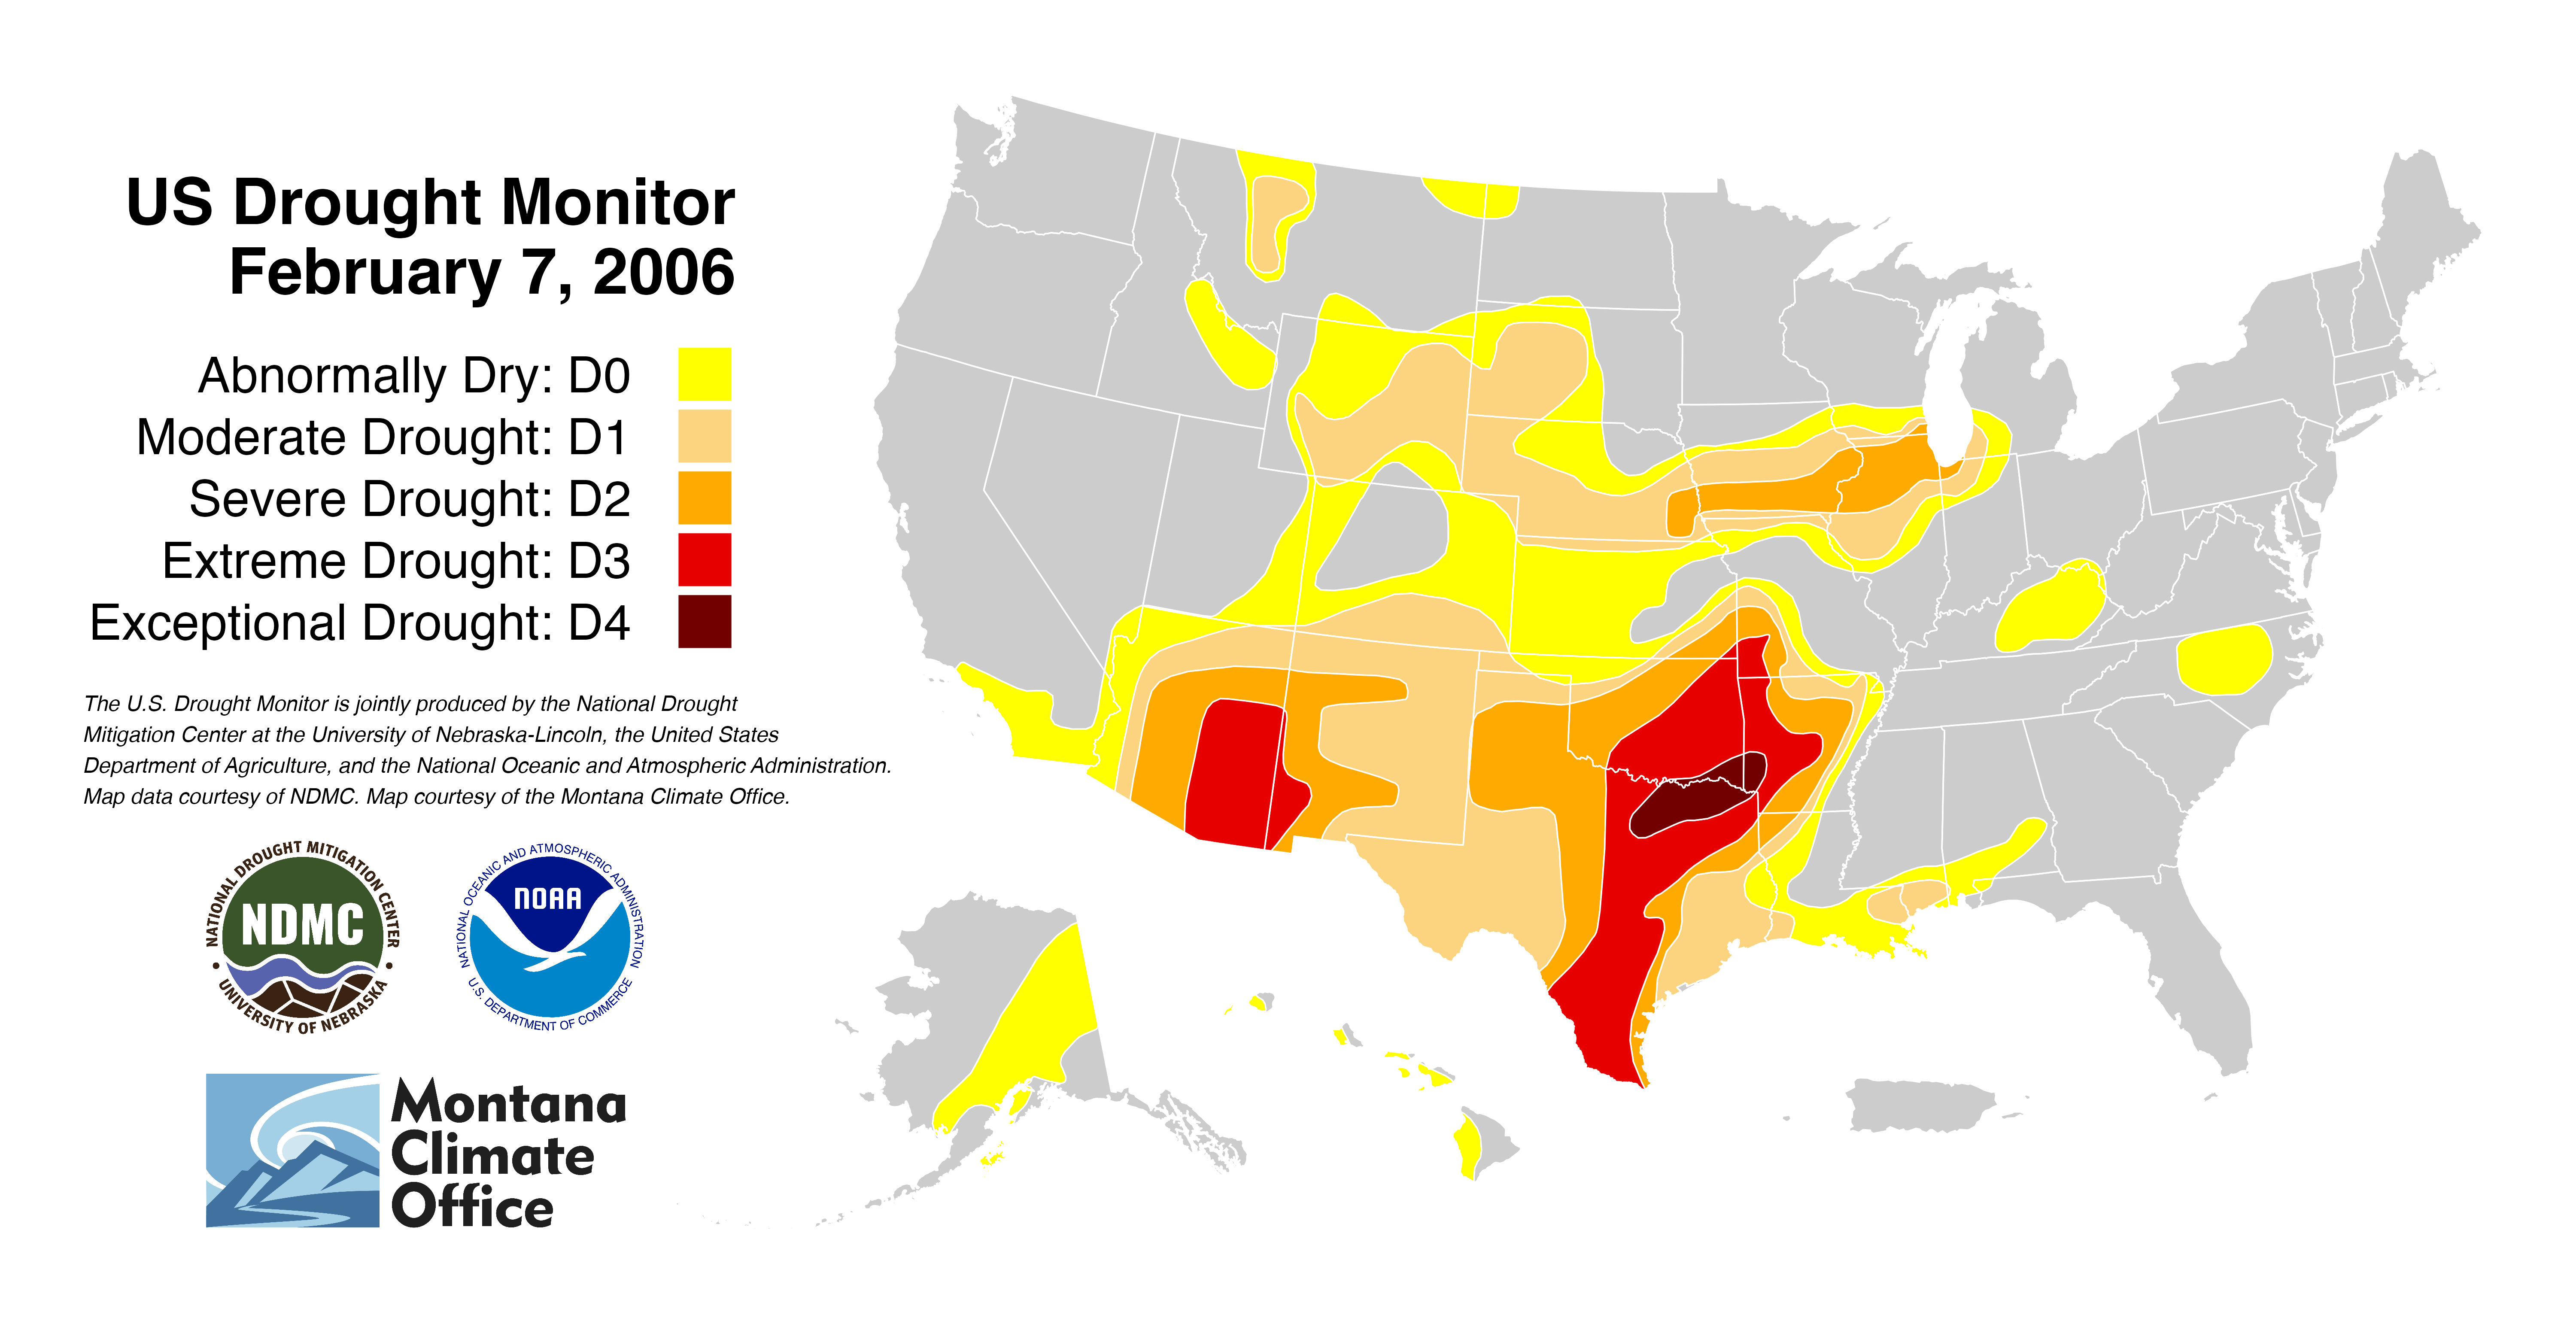 US Drought Monitor
February 7, 2006
Abnormally Dry: D0
Moderate Drought: D1
Severe Drought: D2
Extreme Drought: D3
Exceptional Drought: D4
The U.S. Drought Monitor is jointly produced by the National Drought
Mitigation Center at the University of Nebraska-Lincoln, the United States
Department of Agriculture, and the National Oceanic and Atmospheric Administration.
Map data courtesy of NDMC. Map courtesy of the Montana Climate Office.
NATIONAL DROUGHT MITIGATION CENTER
NDMC
• UNIVERSITY OF NEBRASKA •
NATIONAL OCEANIC AND ATMOSPHERIC ADMINISTRATION
NOAA
U.S. DEPARTMENT OF COMMERCE
Montana
Climate
Office